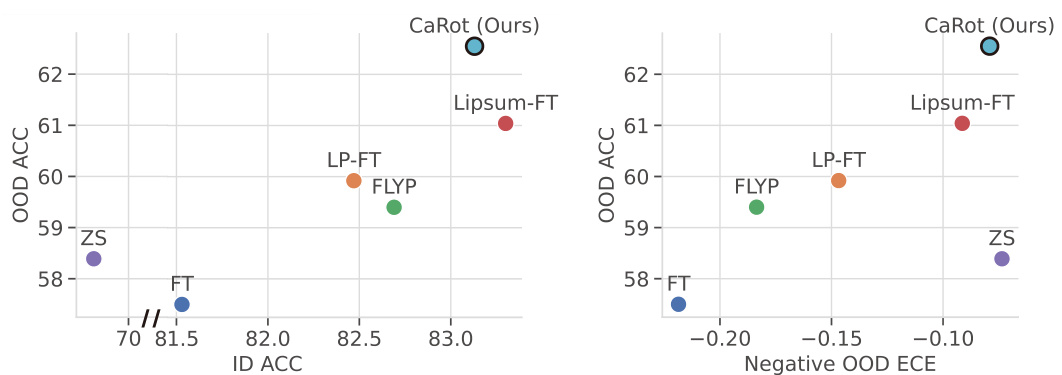 CaRot (Ours)
Lipsum-FT
LP-FT
FLYP
ZS
FT
62
61
60
59
58
OOD ACC
70
81.5
82.0
82.5
83.0
ID ACC
CaRot (Ours)
Lipsum-FT
LP-FT
FLYP
ZS
FT
62
61
60
59
58
OOD ACC
−0.20
−0.15
−0.10
Negative OOD ECE